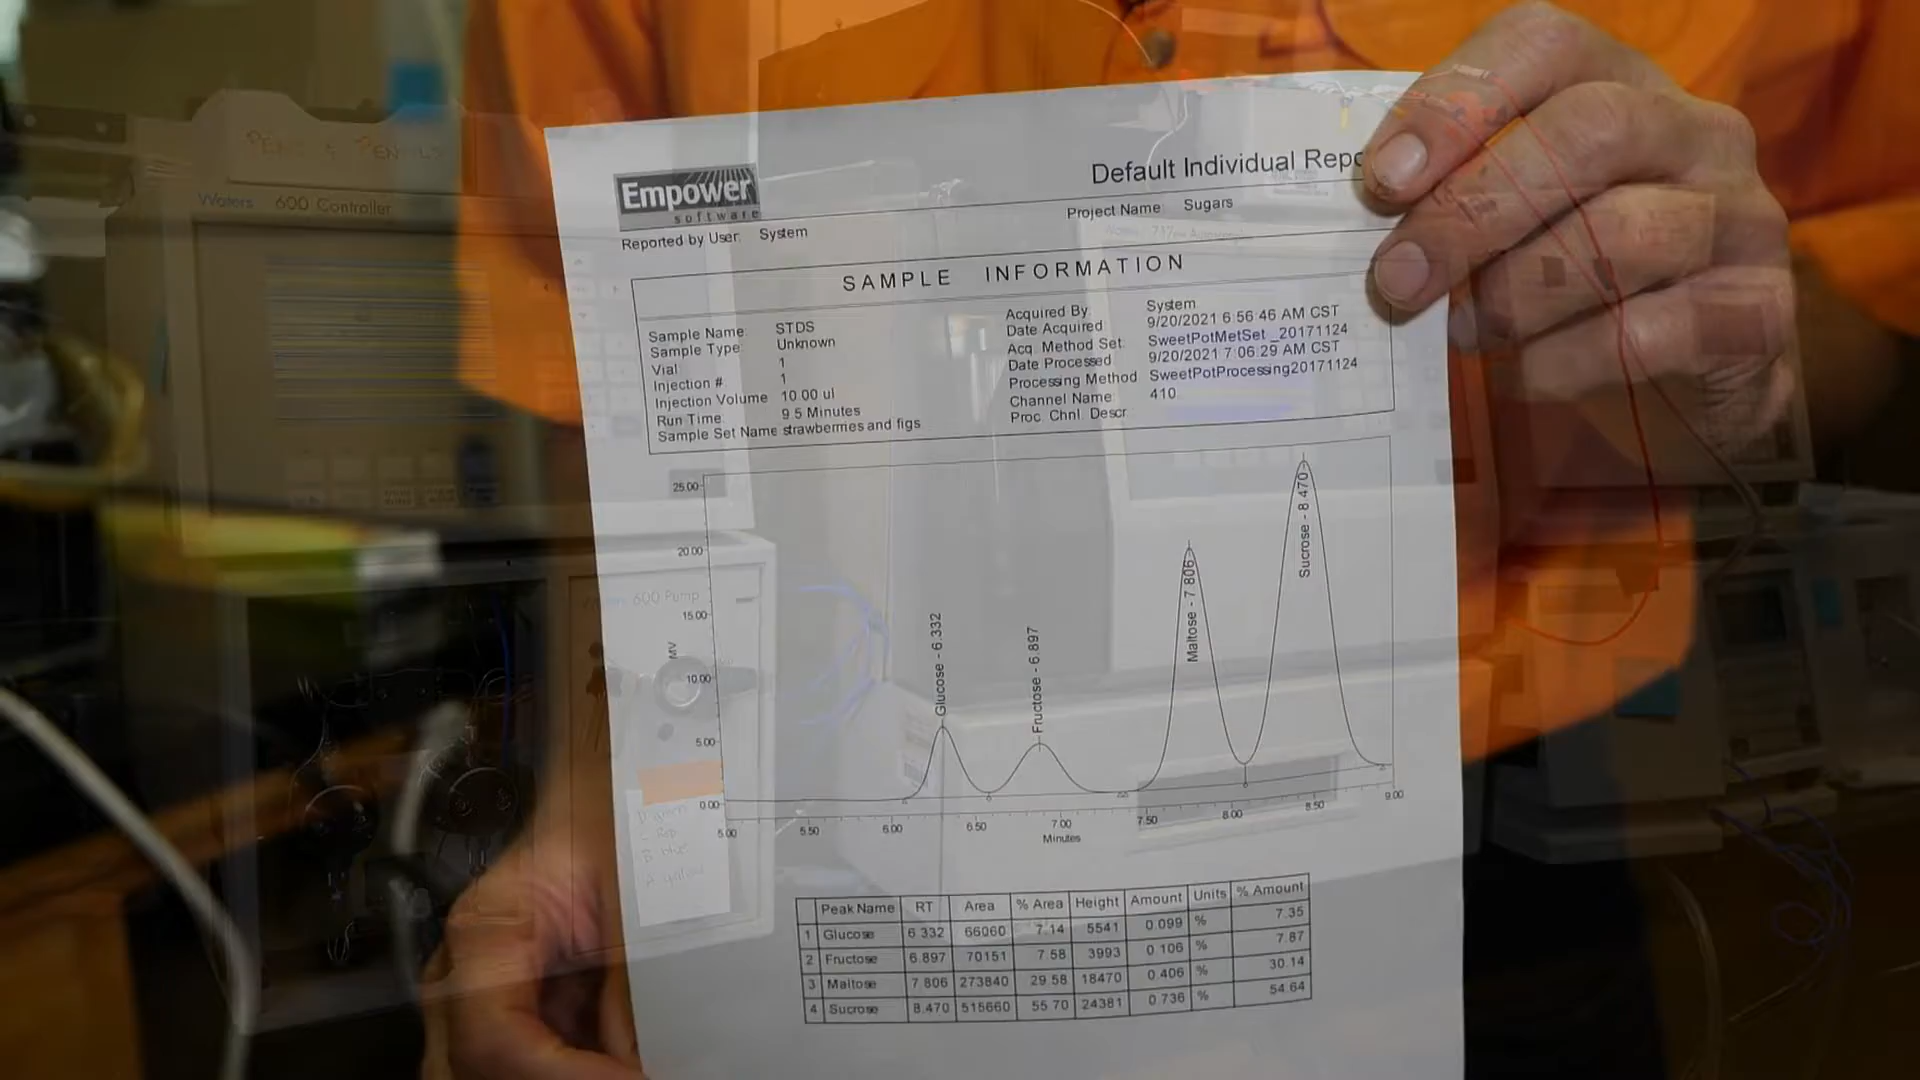 PENS & PENCILS
Waters 600 Controller
Empower
software
Default Individual Repo
Reported by User: System
Project Name: Sugars
SAMPLE INFORMATION
Sample Name: STDS
Sample Type: Unknown
Vial: 1
Injection # 1
Injection Volume 10.00 ul
Run Time: 9.5 Minutes
Sample Set Name strawberries and figs
Acquired By: System
Date Acquired: 9/20/2021 6:56:46 AM CST
Acq. Method Set: SweetPotMetSet _20171124
Date Processed: 9/20/2021 7:06:29 AM CST
Processing Method SweetPotProcessing20171124
Channel Name: 410
Proc. Chnl. Descr.
25.00
20.00
15.00
10.00
5.00
0.00
MV
Glucose - 6.332
Fructose - 6.897
Maltose - 7.806
Sucrose - 8.470
5.00 5.50 6.00 6.50 7.00 7.50 8.00 8.50 9.00
Minutes
600 Pump
Peak Name RT Area % Area Height Amount Units % Amount
1 Glucose 6.332 66060 7.14 5541 0.099 % 7.35
2 Fructose 6.897 70151 7.58 3993 0.106 % 7.87
3 Maltose 7.806 273840 29.58 18470 0.406 % 30.14
4 Sucrose 8.470 515660 55.70 24381 0.736 % 54.64